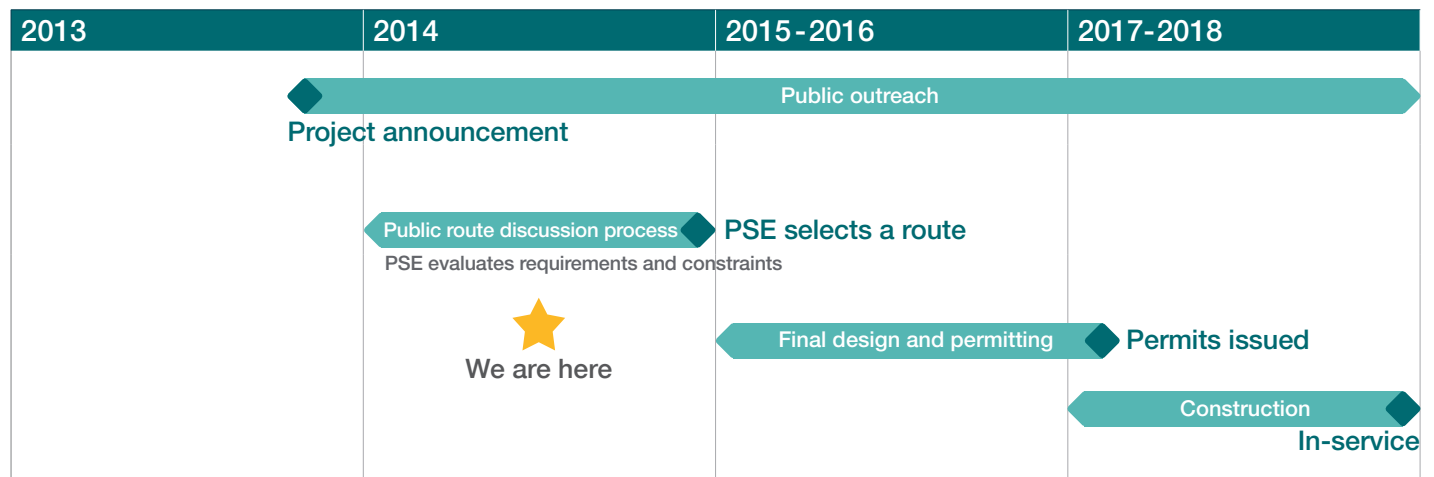 2013
2014
2015-2016
2017-2018
Public outreach
Project announcement
Public route discussion process
PSE selects a route
PSE evaluates requirements and constraints
We are here
Final design and permitting
Permits issued
Construction
In-service